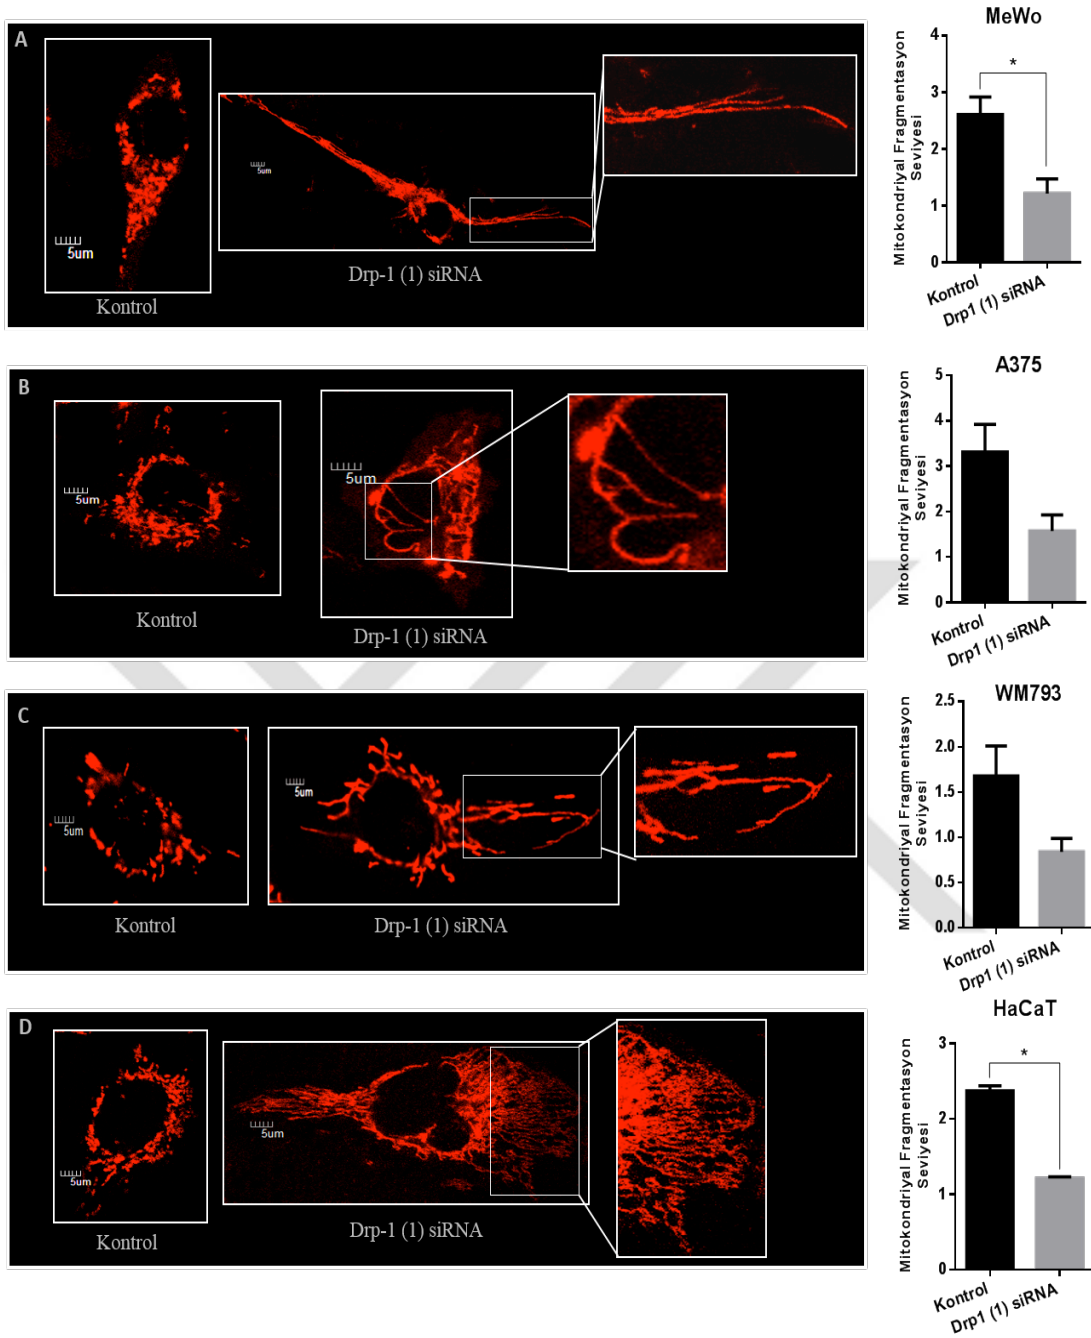 A
5um
Kontrol
5um
Drp-1 (1) siRNA
MeWo
Mitokondriyal Fragmentasyon
Seviyesi
4
3
2
1
0
*
Kontrol
Drp1 (1) siRNA
B
5um
Kontrol
5um
Drp-1 (1) siRNA
A375
Mitokondriyal Fragmentasyon
Seviyesi
5
4
3
2
1
0
Kontrol
Drp1 (1) siRNA
C
5um
Kontrol
5um
Drp-1 (1) siRNA
WM793
Mitokondriyal Fragmentasyon
Seviyesi
2.5
2.0
1.5
1.0
0.5
0.0
Kontrol
Drp1 (1) siRNA
D
5um
Kontrol
5um
Drp-1 (1) siRNA
HaCaT
Mitokondriyal Fragmentasyon
Seviyesi
3
2
1
0
*
Kontrol
Drp1 (1) siRNA